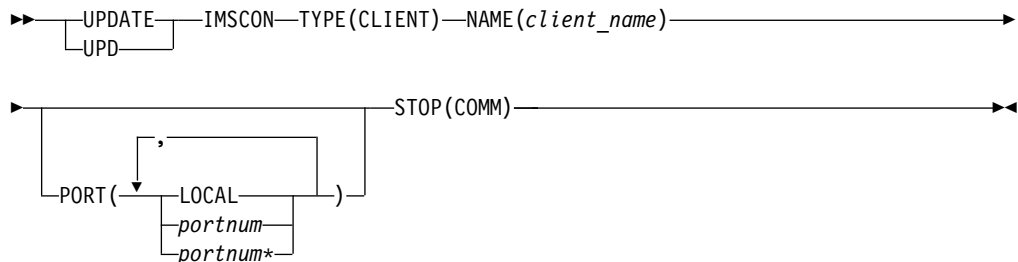 UPDATE IMSCON TYPE(CLIENT) NAME(client_name)
UPD
STOP(COMM)
,
PORT( LOCAL )
portnum
portnum*